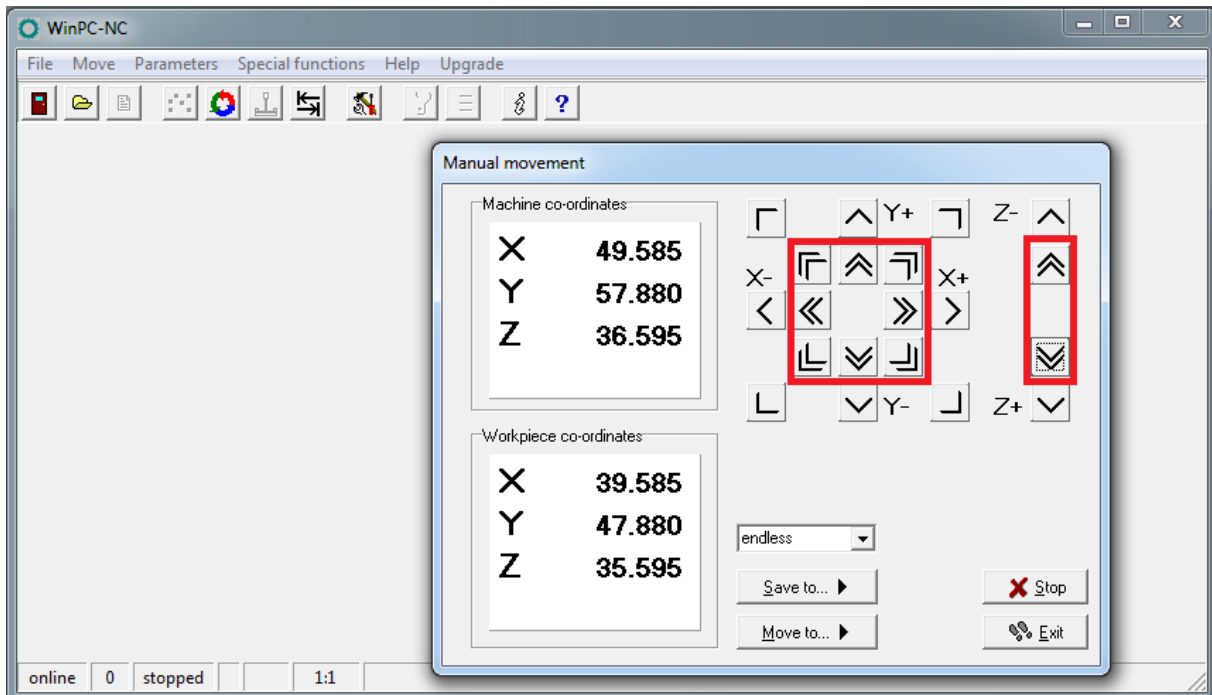 WinPC-NC
File Move Parameters Special functions Help Upgrade
?
Manual movement
Machine co-ordinates
X 49.585
Y 57.880
Z 36.595
Workpiece co-ordinates
X 39.585
Y 47.880
Z 35.595
Y+ Z-
X- X+
Y- Z+
endless
Save to...
Stop
Move to...
Exit
online 0 stopped 1:1